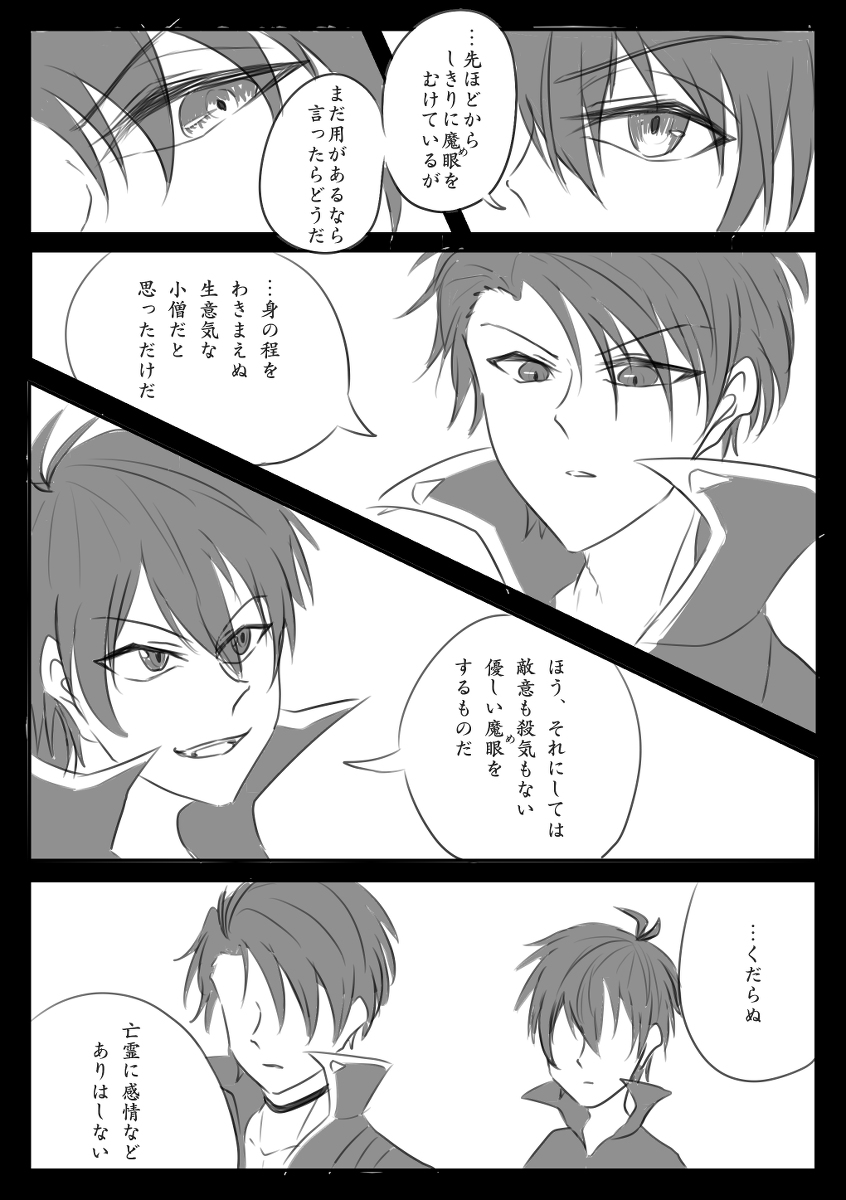 …先ほどから
しきりに魔眼を
むけているが
まだ用があるなら
言ったらどうだ
…身の程を
わきまえぬ
生意気な
小僧だと
思っただけだ
ほう、それにしては
敵意も殺気もない
優しい魔眼を
するものだ
…くだらぬ
亡霊に感情など
ありはしない